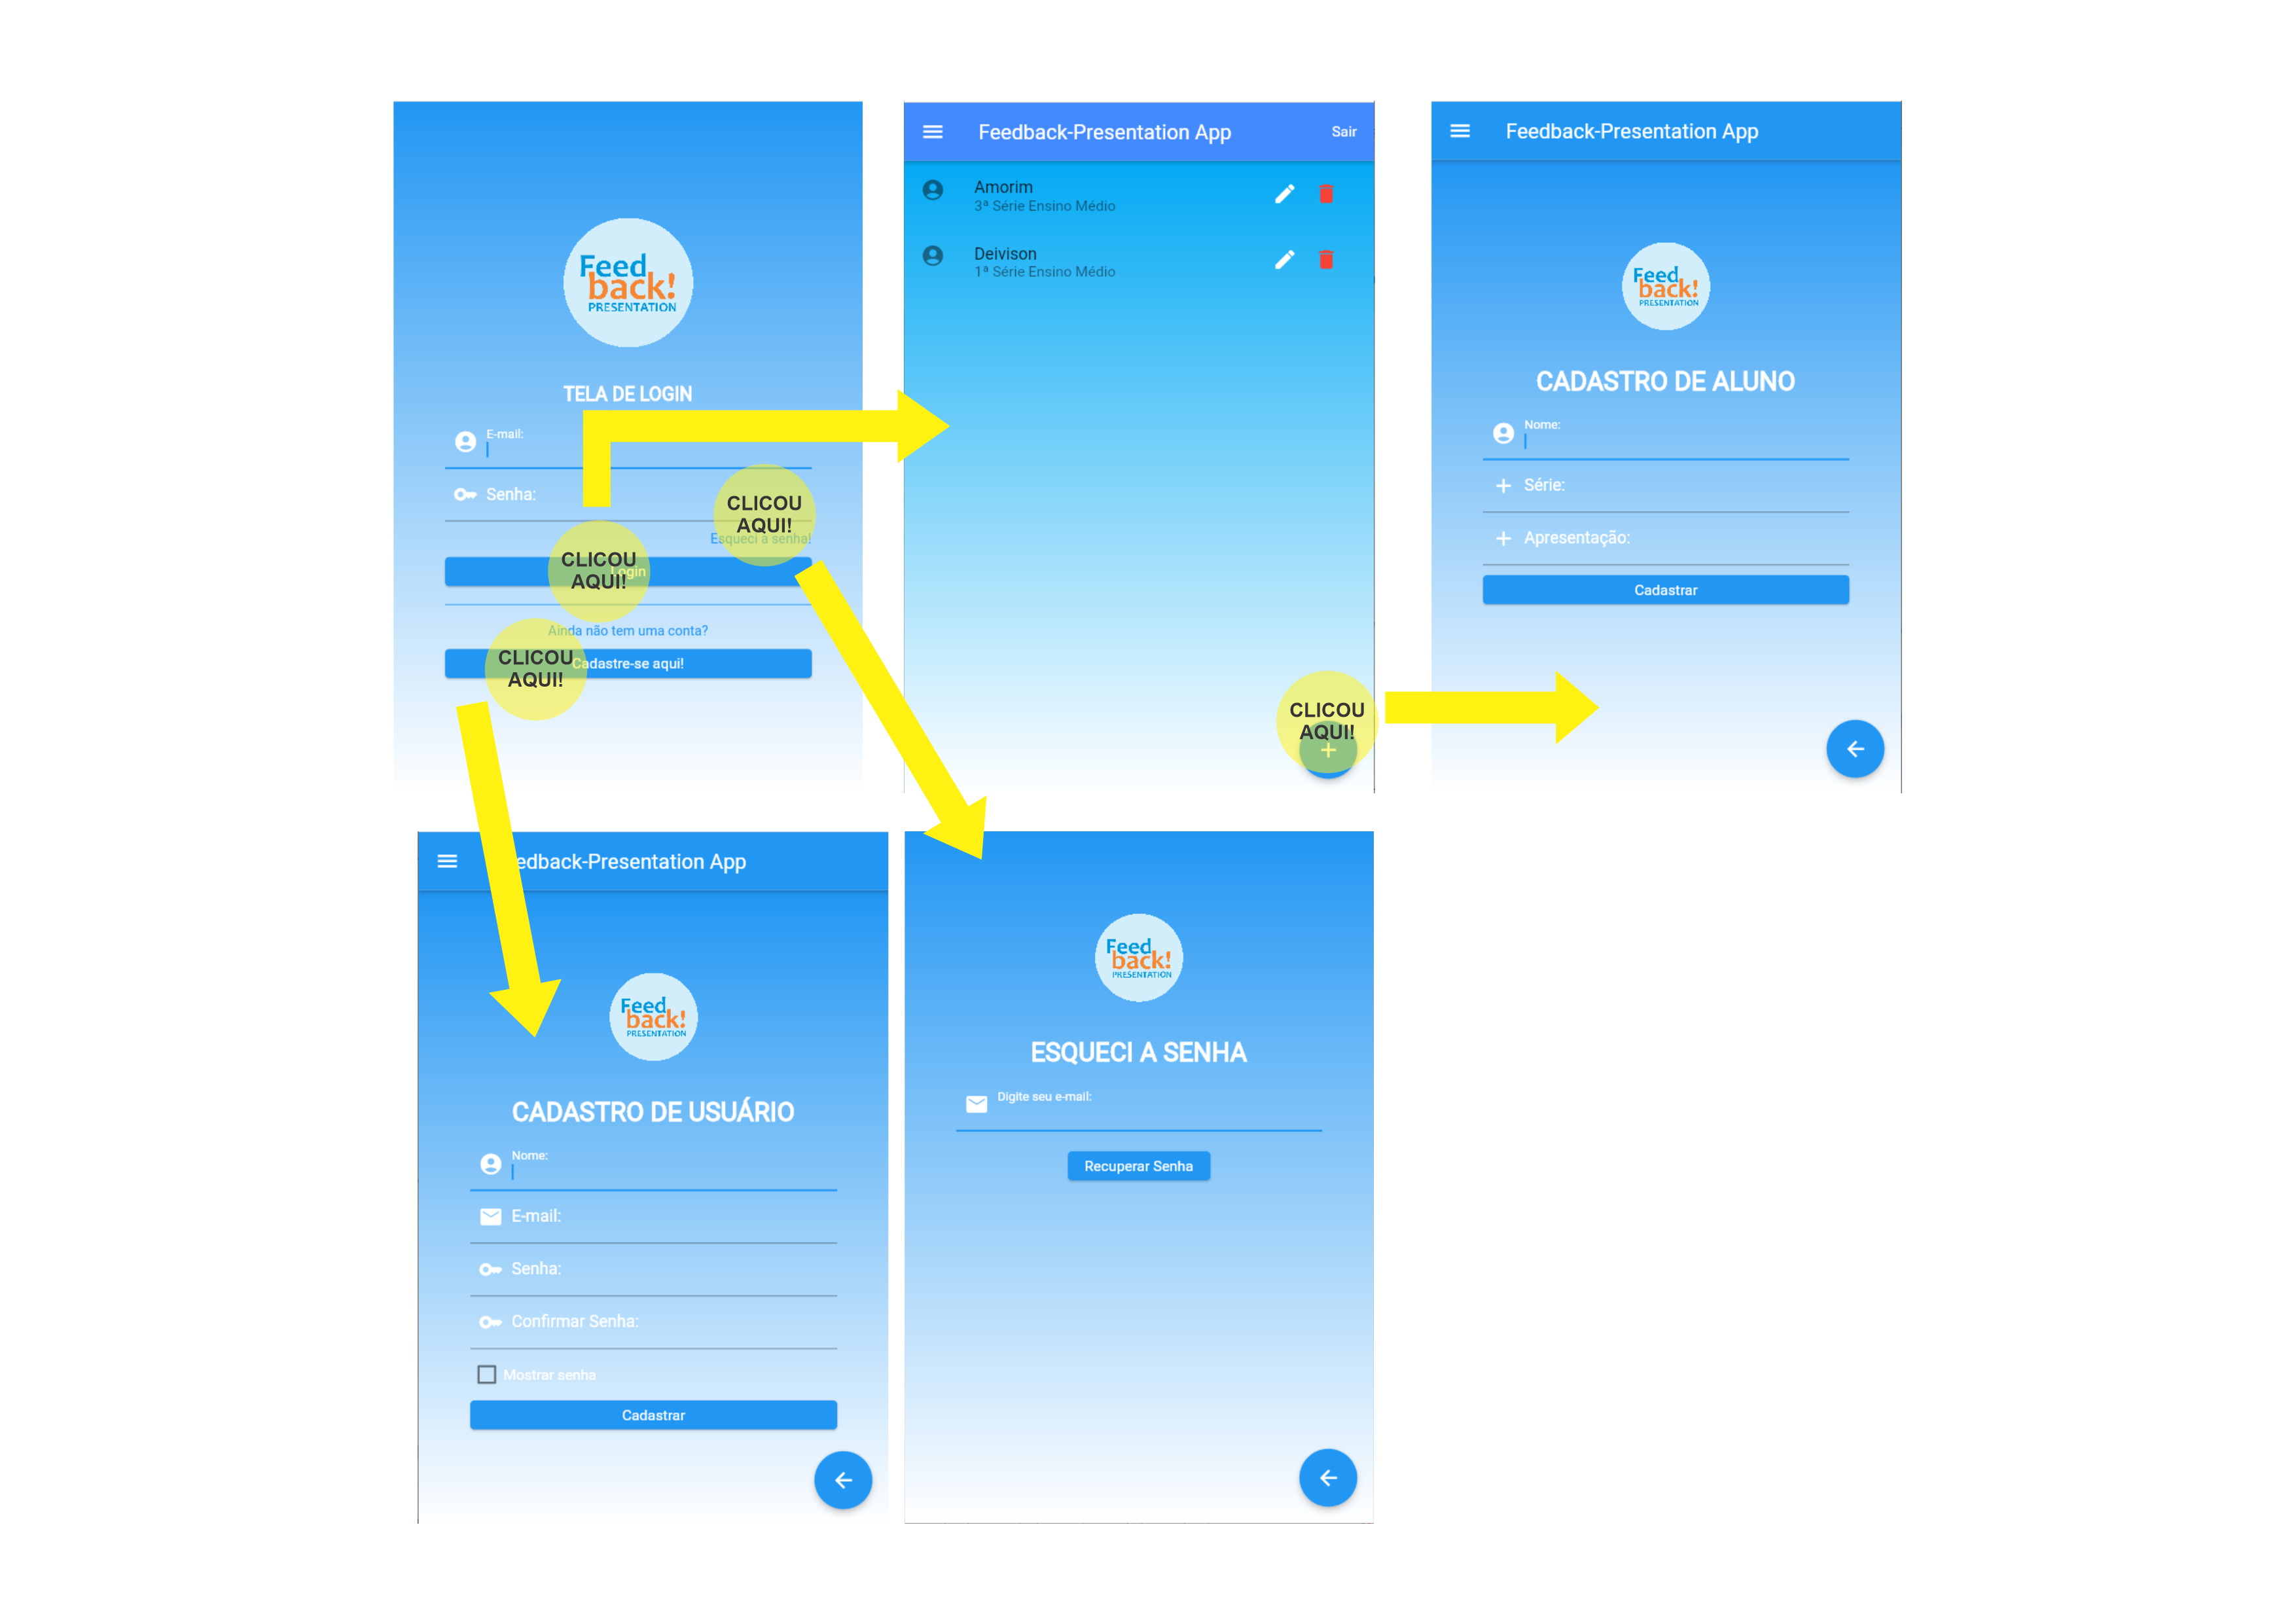 Feed
back!
PRESENTATION
TELA DE LOGIN
E-mail:
Senha:
CLICOU
AQUI!
Esqueci a senha!
CLICOU
AQUI!
Login
Ainda não tem uma conta?
CLICOU
AQUI!
Cadastre-se aqui!
Feedback-Presentation App
Sair
Amorim
3ª Série Ensino Médio
Deivison
1ª Série Ensino Médio
CLICOU
AQUI!
Feedback-Presentation App
Feed
back!
PRESENTATION
CADASTRO DE ALUNO
Nome:
Série:
Apresentação:
Cadastrar
edback-Presentation App
Feed
back!
PRESENTATION
CADASTRO DE USUÁRIO
Nome:
E-mail:
Senha:
Confirmar Senha:
Mostrar senha
Cadastrar
Feed
back!
PRESENTATION
ESQUECI A SENHA
Digite seu e-mail:
Recuperar Senha